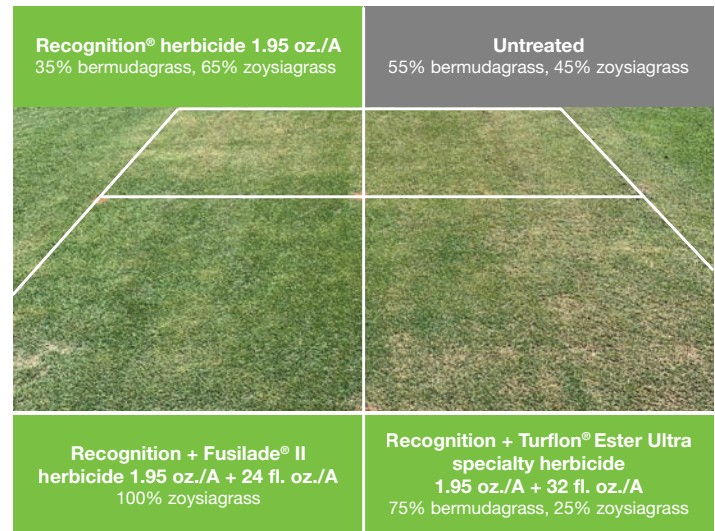 Recognition® herbicide 1.95 oz./A
35% bermudagrass, 65% zoysiagrass
Untreated
55% bermudagrass, 45% zoysiagrass
Recognition + Fusilade® II
herbicide 1.95 oz./A + 24 fl. oz./A
100% zoysiagrass
Recognition + Turflon® Ester Ultra
specialty herbicide
1.95 oz./A + 32 fl. oz./A
75% bermudagrass, 25% zoysiagrass